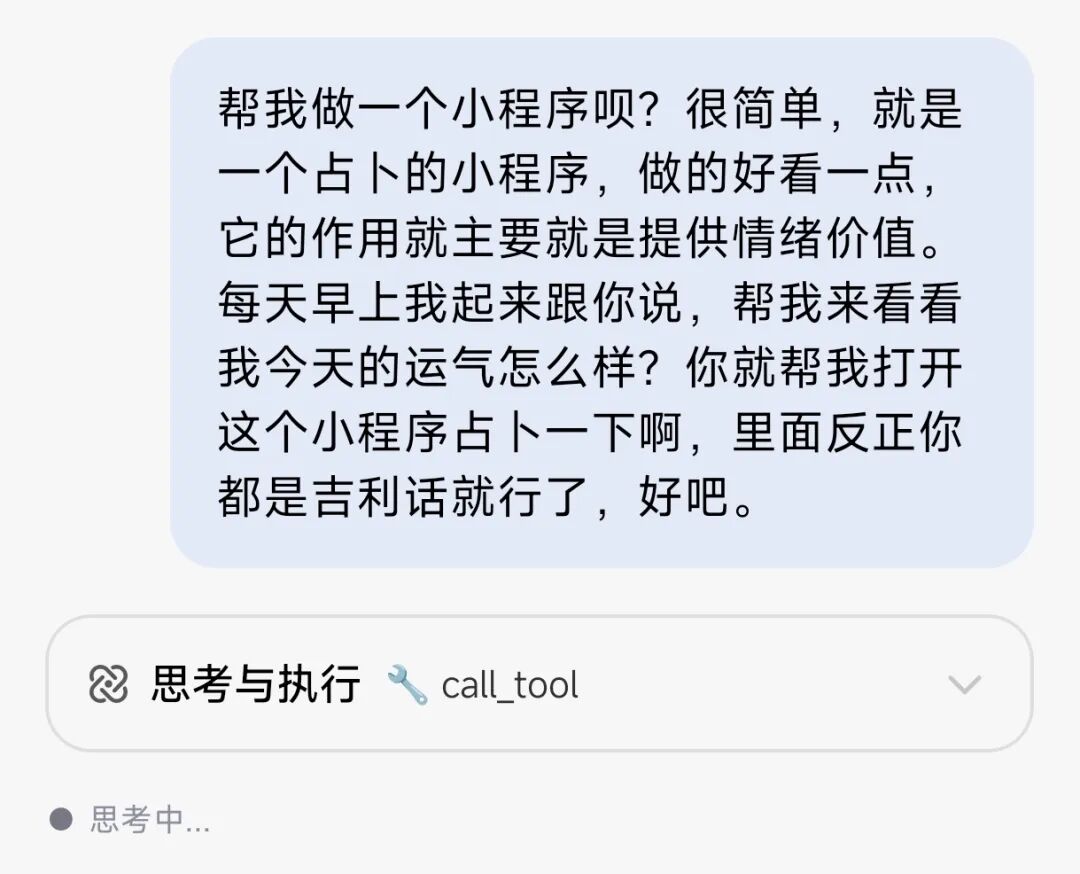 帮我做一个小程序呗？很简单，就是
一个占卜的小程序，做的好看一点，
它的作用就主要就是提供情绪价值。
每天早上我起来跟你说，帮我来看看
我今天的运气怎么样？你就帮我打开
这个小程序占卜一下啊，里面反正你
都是吉利话就行了，好吧。
思考与执行 🔧 call_tool
思考中...